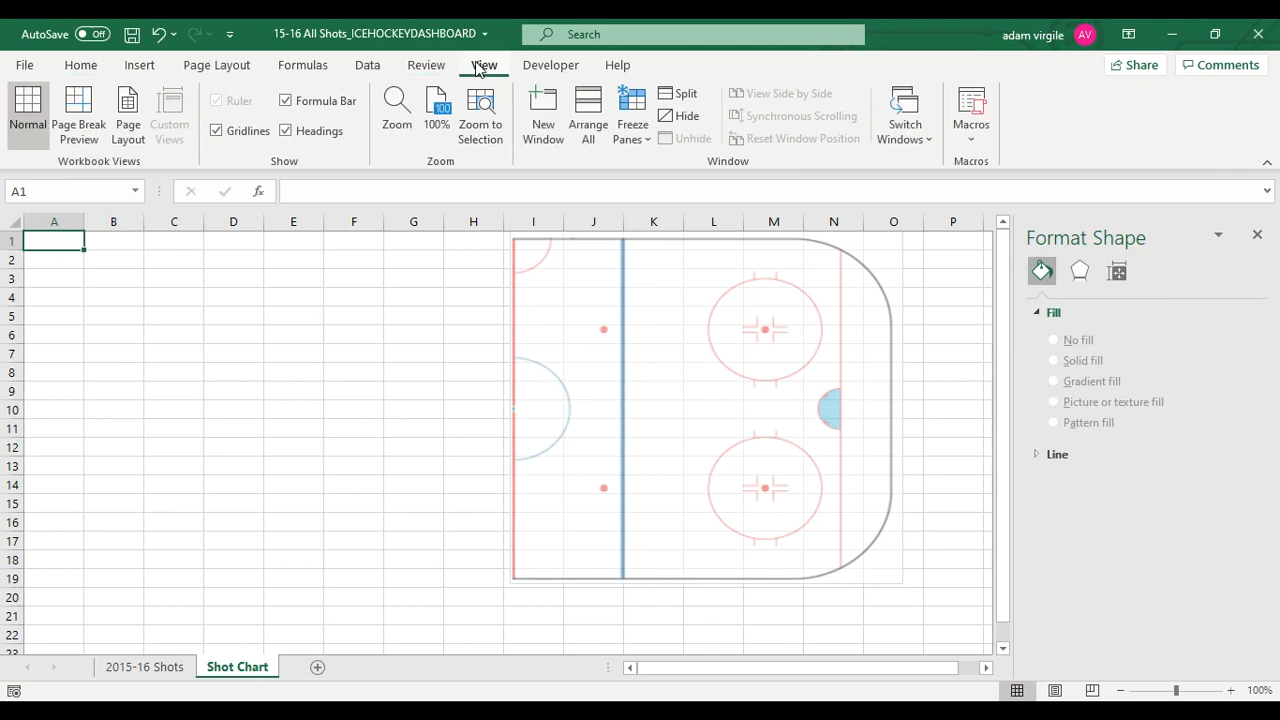 AutoSave Off 15-16 All Shots_ICEHOCKEYDASHBOARD Search adam virgile AV
File Home Insert Page Layout Formulas Data Review View Developer Help Share Comments
Normal Page Break Preview Page Layout Custom Views Ruler Formula Bar Gridlines Headings Zoom 100 100% Zoom to Selection New Window Arrange All Freeze Panes Split Hide Unhide View Side by Side Synchronous Scrolling Reset Window Position Switch Windows Macros
Workbook Views Show Zoom Window Macros
A1 fx
A B C D E F G H I J K L M N O P
1
2
3
4
5
6
7
8
9
10
11
12
13
14
15
16
17
18
19
20
21
22
23
Format Shape
Fill
No fill
Solid fill
Gradient fill
Picture or texture fill
Pattern fill
Line
2015-16 Shots Shot Chart
100%